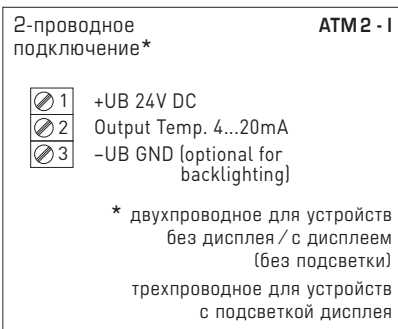 2-проводное ATM 2 - I
подключение*
1 +UB 24V DC
2 Output Temp. 4...20mA
3 –UB GND (optional for
backlighting)
* двухпроводное для устройств
без дисплея / с дисплеем
(без подсветки)
трехпроводное для устройств
с подсветкой дисплея